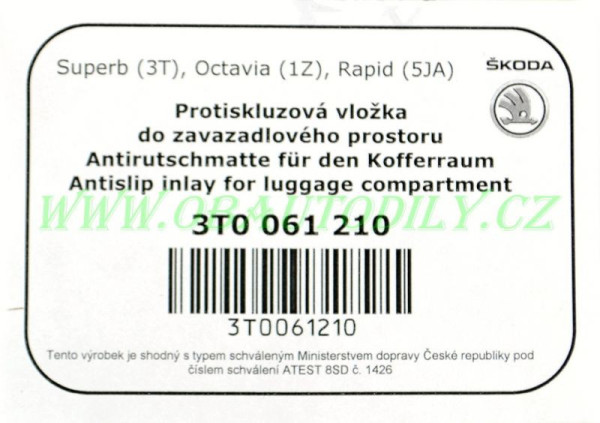 Superb (3T), Octavia (1Z), Rapid (5JA)
ŠKODA
Protiskluzová vložka
do zavazadlového prostoru
Antirutschmatte für den Kofferraum
Antislip inlay for luggage compartment
WWW.OBAUTODILY.CZ
3T0 061 210
3T0061210
Tento výrobek je shodný s typem schváleným Ministerstvem dopravy České republiky pod
číslem schválení ATEST 8SD č. 1426